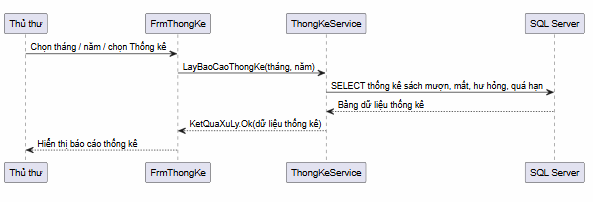 Thủ thư
FrmThongKe
ThongKeService
SQL Server
Chọn tháng / năm / chọn Thống kê
LayBaoCaoThongKe(tháng, năm)
SELECT thống kê sách mượn, mất, hư hỏng, quá hạn
Bảng dữ liệu thống kê
KetQuaXuLy.Ok(dữ liệu thống kê)
Hiển thị báo cáo thống kê
Thủ thư
FrmThongKe
ThongKeService
SQL Server